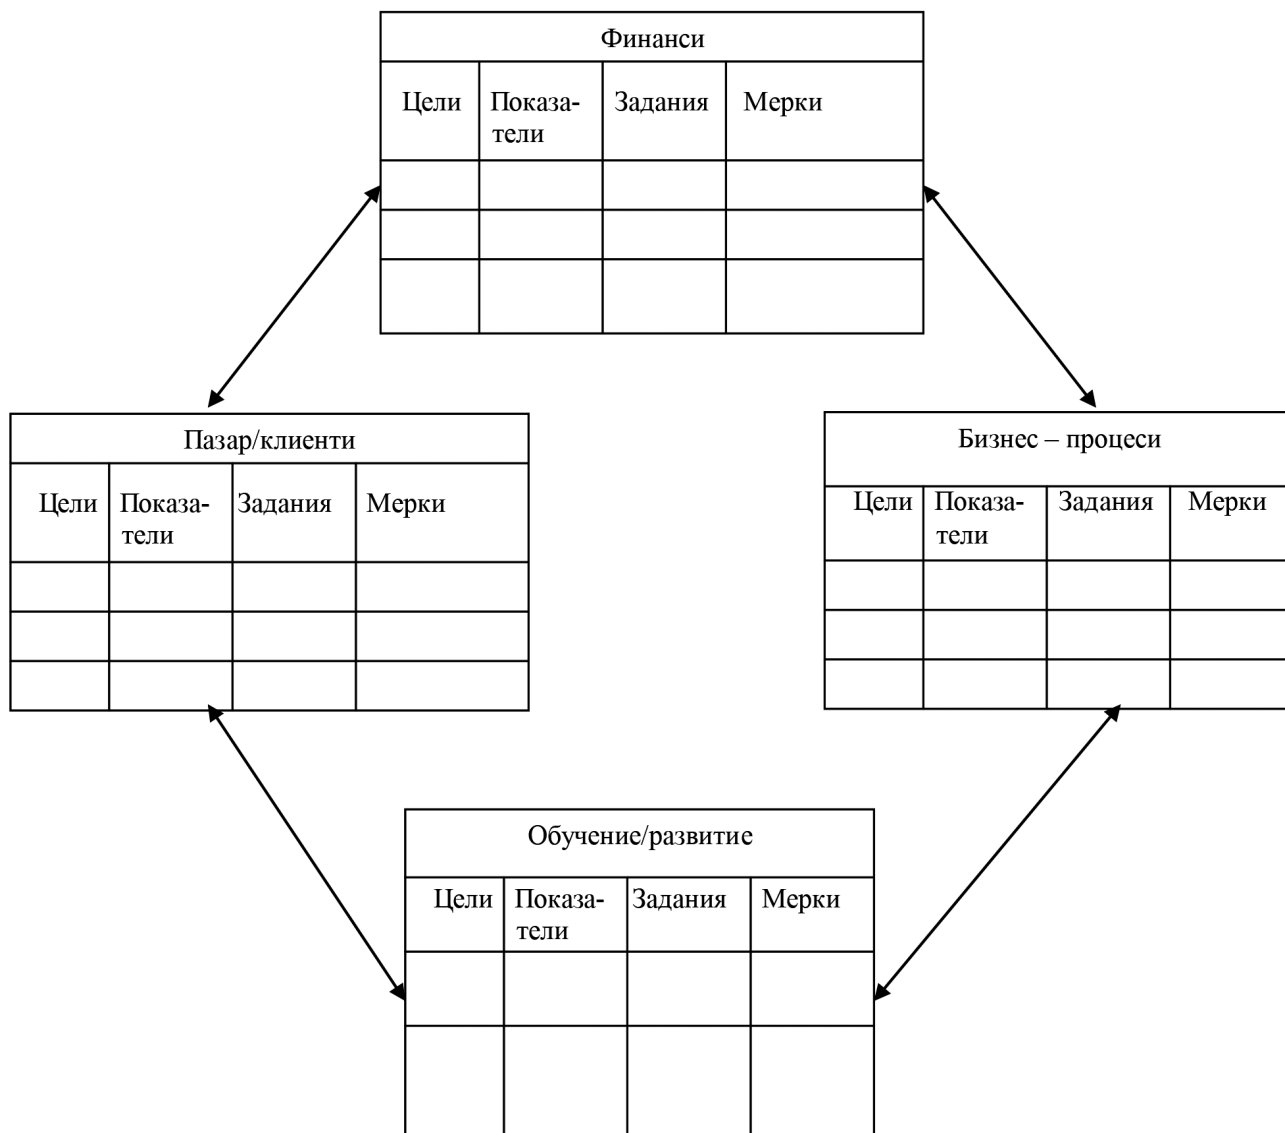 Финанси
Цели Показа- Задания Мерки
тели
Пазар/клиенти
Цели Показа- Задания Мерки
тели
Бизнес – процеси
Цели Показа- Задания Мерки
тели
Обучение/развитие
Цели Показа- Задания Мерки
тели